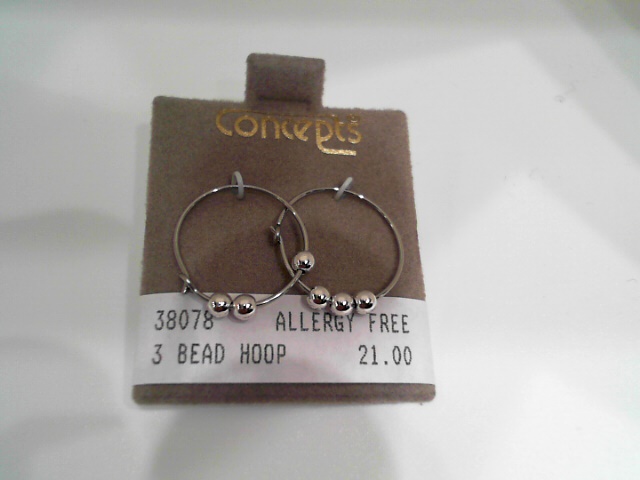 Concepts
38078 ALLERGY FREE
3 BEAD HOOP 21.00